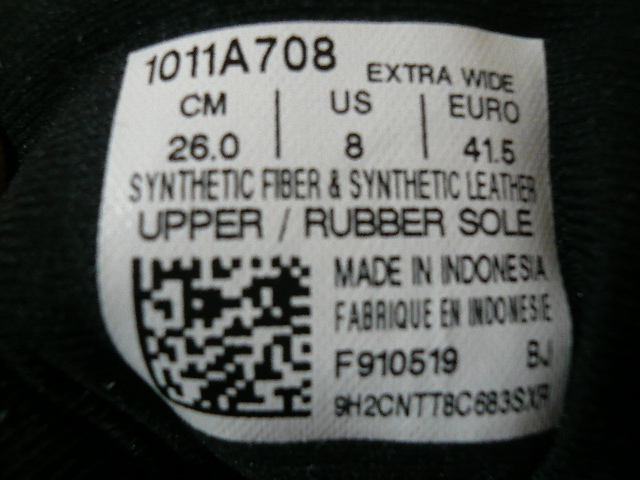 1011A708 EXTRA WIDE
CM | US | EURO
26.0 | 8 | 41.5
SYNTHETIC FIBER & SYNTHETIC LEATHER
UPPER / RUBBER SOLE
MADE IN INDONESIA
FABRIQUE EN INDONESIE
F910519 BJ